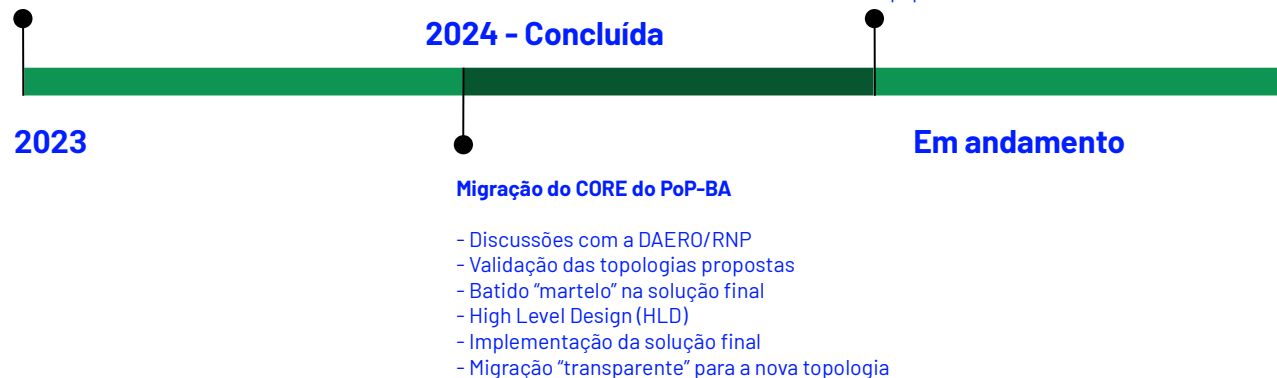 2024 - Concluída
2023
Em andamento
Migração do CORE do PoP-BA
- Discussões com a DAERO/RNP
- Validação das topologias propostas
- Batido “martelo” na solução final
- High Level Design (HLD)
- Implementação da solução final
- Migração “transparente” para a nova topologia